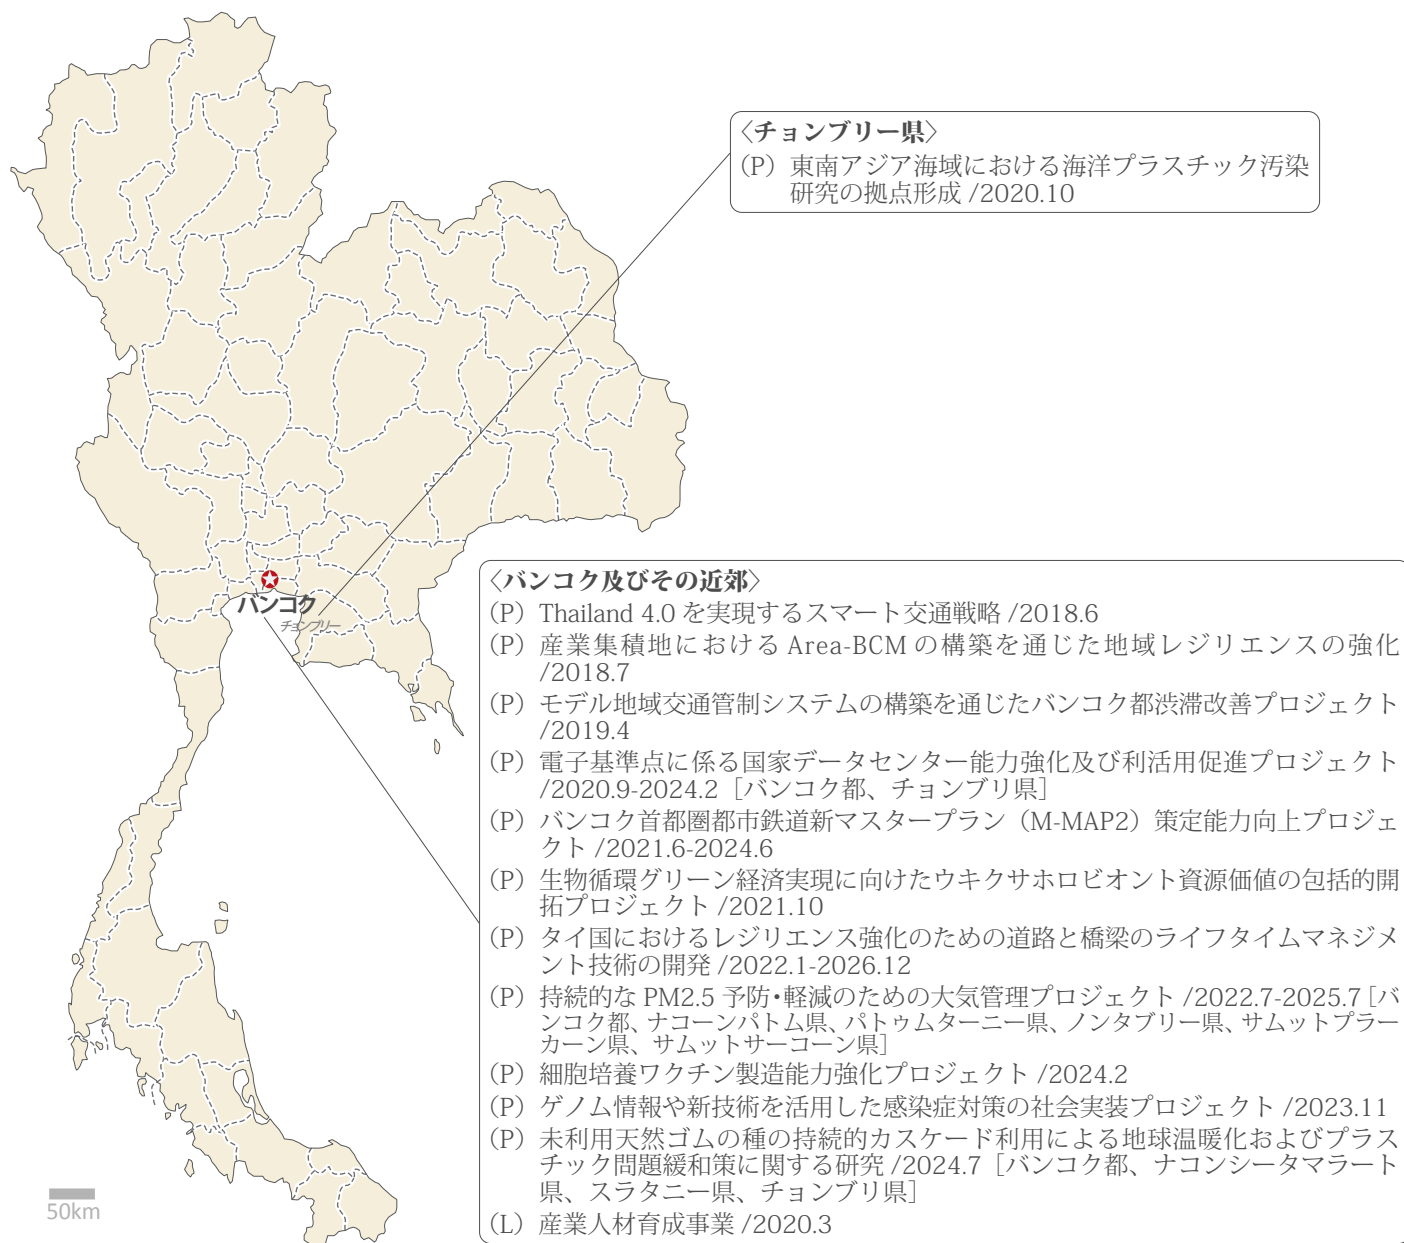 〈チョンブリー県〉
（P）東南アジア海域における海洋プラスチック汚染
研究の拠点形成 /2020.10
バンコク
チョンブリー
〈バンコク及びその近郊〉
（P）Thailand 4.0 を実現するスマート交通戦略 /2018.6
（P）産業集積地における Area-BCM の構築を通じた地域レジリエンスの強化
/2018.7
（P）モデル地域交通管制システムの構築を通じたバンコク都渋滞改善プロジェクト
/2019.4
（P）電子基準点に係る国家データセンター能力強化及び利活用促進プロジェクト
/2020.9-2024.2［バンコク都、チョンブリ県］
（P）バンコク首都圏都市鉄道新マスタープラン（M-MAP2）策定能力向上プロジェ
クト /2021.6-2024.6
（P）生物循環グリーン経済実現に向けたウキクサホロビオント資源価値の包括的開
拓プロジェクト /2021.10
（P）タイ国におけるレジリエンス強化のための道路と橋梁のライフタイムマネジメ
ント技術の開発 /2022.1-2026.12
（P）持続的な PM2.5 予防・軽減のための大気管理プロジェクト /2022.7-2025.7［バ
ンコク都、ナコーンパトム県、パトゥムターニー県、ノンタブリー県、サムットプラー
カーン県、サムットサーコーン県］
（P）細胞培養ワクチン製造能力強化プロジェクト /2024.2
（P）ゲノム情報や新技術を活用した感染症対策の社会実装プロジェクト /2023.11
（P）未利用天然ゴムの種の持続的カスケード利用による地球温暖化およびプラス
チック問題緩和策に関する研究 /2024.7［バンコク都、ナコンシータマラート
県、スラタニー県、チョンブリ県］
（L）産業人材育成事業 /2020.3
50km